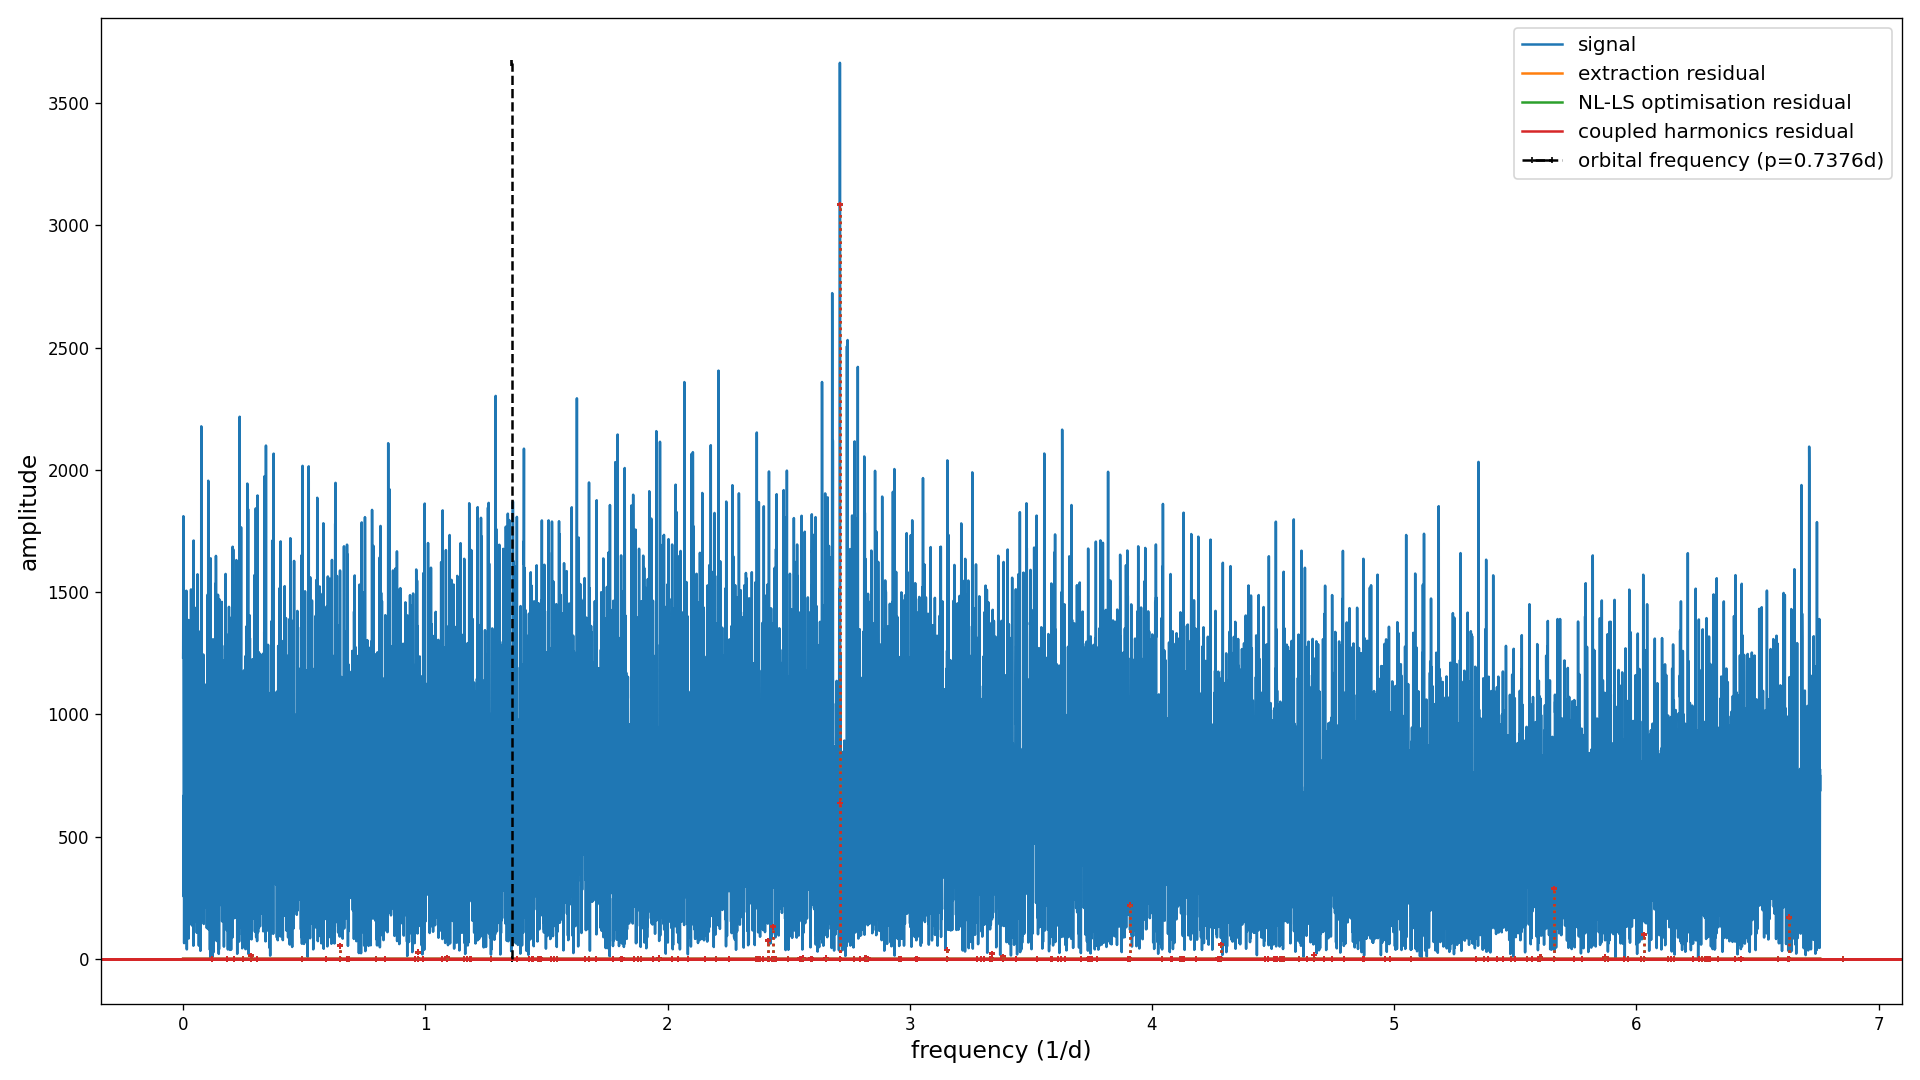 signal
extraction residual
NL-LS optimisation residual
coupled harmonics residual
orbital frequency (p=0.7376d)
amplitude
3500
3000
2500
2000
1500
1000
500
0
0 1 2 3 4 5 6 7
frequency (1/d)